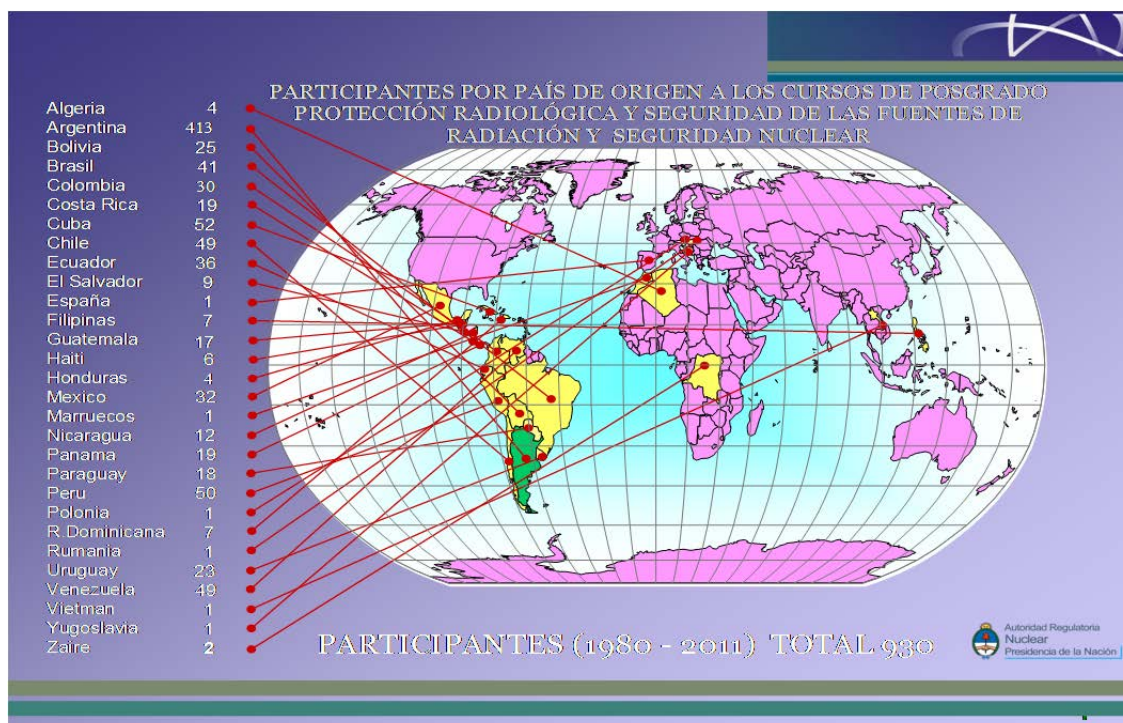 PARTICIPANTES POR PAÍS DE ORIGEN A LOS CURSOS DE POSGRADO
PROTECCIÓN RADIOLÓGICA Y SEGURIDAD DE LAS FUENTES DE
RADIACIÓN Y SEGURIDAD NUCLEAR
Algeria 4
Argentina 413
Bolivia 25
Brasil 41
Colombia 30
Costa Rica 19
Cuba 52
Chile 49
Ecuador 36
El Salvador 9
España 1
Filipinas 7
Guatemala 17
Haiti 6
Honduras 4
Mexico 32
Marruecos 1
Nicaragua 12
Panama 19
Paraguay 18
Peru 50
Polonia 1
R.Dominicana 7
Rumania 1
Uruguay 23
Venezuela 49
Vietman 1
Yugoslavia 1
Zaire 2
PARTICIPANTES (1980 - 2011) TOTAL 930
Autoridad Regulatoria
Nuclear
Presidencia de la Nación